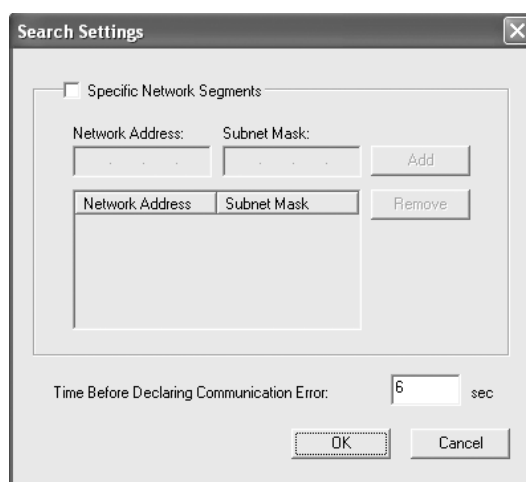 Search Settings
Specific Network Segments
Network Address: Subnet Mask:
Add
Network Address Subnet Mask
Remove
Time Before Declaring Communication Error: 6 sec
OK Cancel